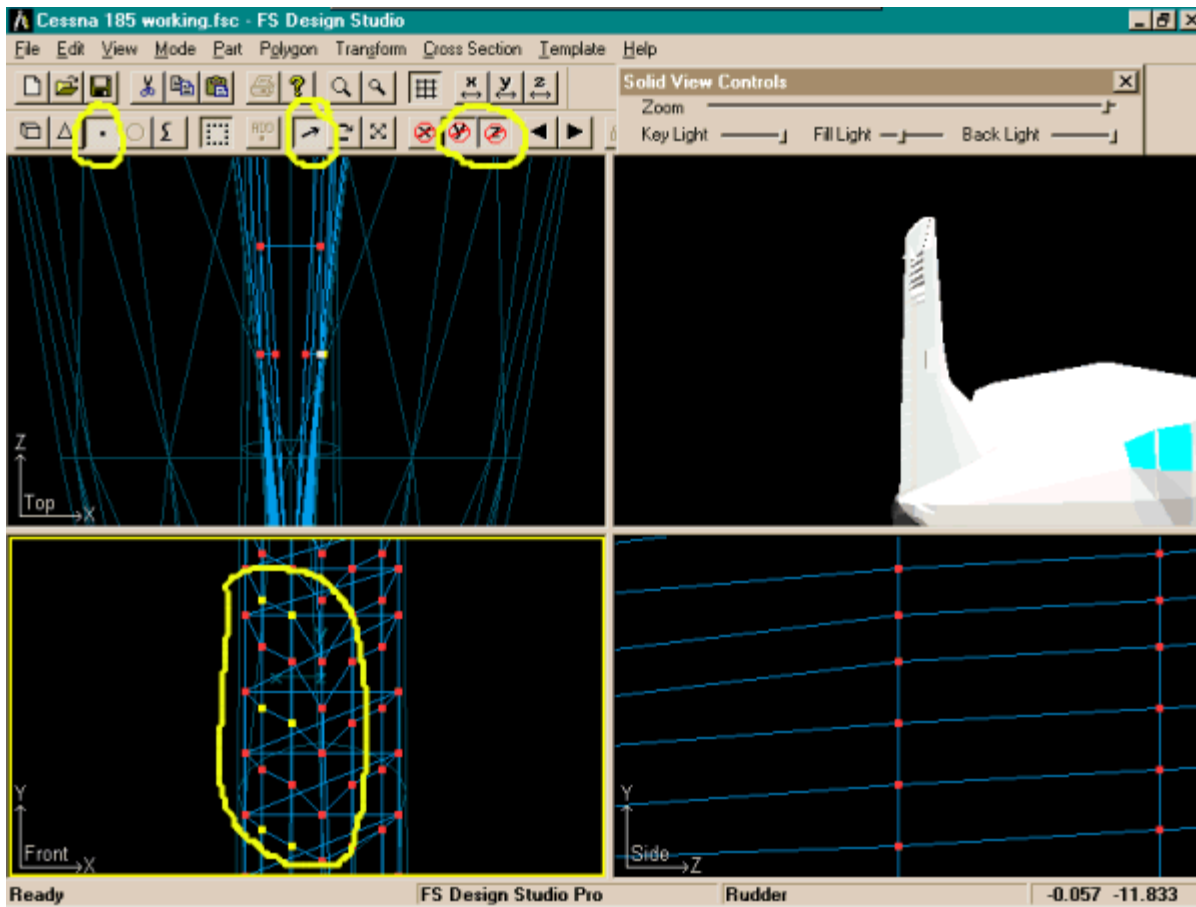 Cessna 185 working.fsc - FS Design Studio
File Edit View Mode Part Polygon Transform Cross Section Template Help
Solid View Controls
Zoom
Key Light Fill Light Back Light
x y z
ADD
x y z
Z
Top X
Y
Front X
Y
Side Z
Ready FS Design Studio Pro Rudder -0.057 -11.833